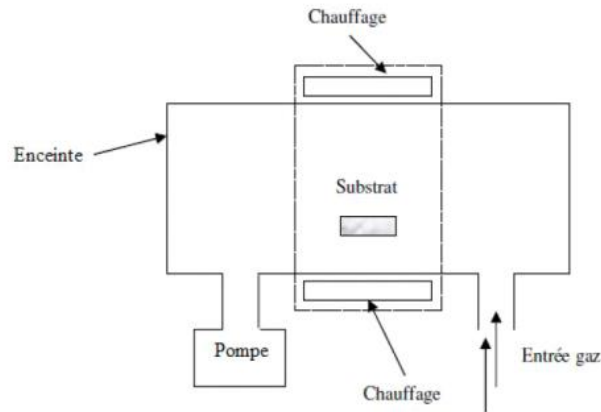 Chauffage
Enceinte
Substrat
Pompe
Entrée gaz
Chauffage